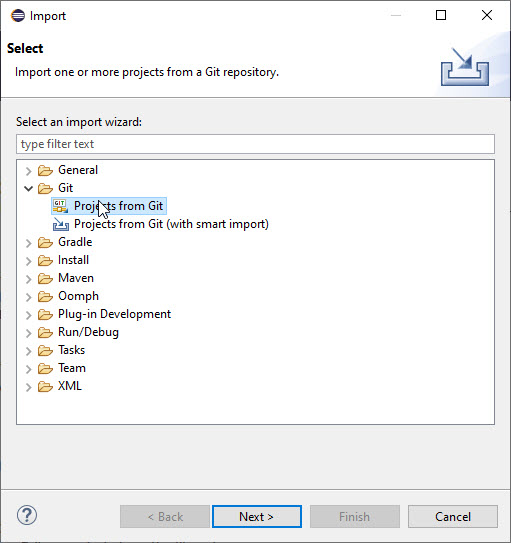 Import
Select
Import one or more projects from a Git repository.
Select an import wizard:
type filter text
General
Git
Projects from Git
Projects from Git (with smart import)
Gradle
Install
Maven
Oomph
Plug-in Development
Run/Debug
Tasks
Team
XML
? < Back Next > Finish Cancel